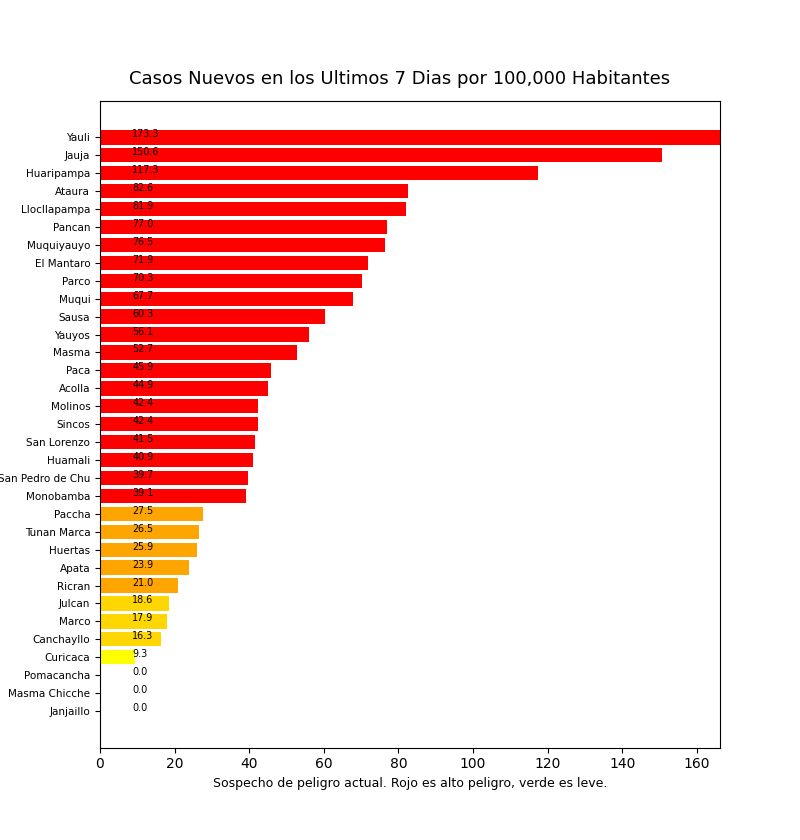 Casos Nuevos en los Ultimos 7 Dias por 100,000 Habitantes
Yauli 173.3
Jauja 150.6
Huaripampa 117.3
Ataura 82.6
Llocllapampa 81.9
Pancan 77.0
Muquiyauyo 76.5
El Mantaro 71.9
Parco 70.3
Muqui 67.7
Sausa 60.3
Yauyos 56.1
Masma 52.7
Paca 45.9
Acolla 44.9
Molinos 42.4
Sincos 42.4
San Lorenzo 41.5
Huamali 40.9
San Pedro de Chu 39.7
Monobamba 39.1
Paccha 27.5
Tunan Marca 26.5
Huertas 25.9
Apata 23.9
Ricran 21.0
Julcan 18.6
Marco 17.9
Canchayllo 16.3
Curicaca 9.3
Pomacancha 0.0
Masma Chicche 0.0
Janjaillo 0.0
0 20 40 60 80 100 120 140 160
Sospecho de peligro actual. Rojo es alto peligro, verde es leve.